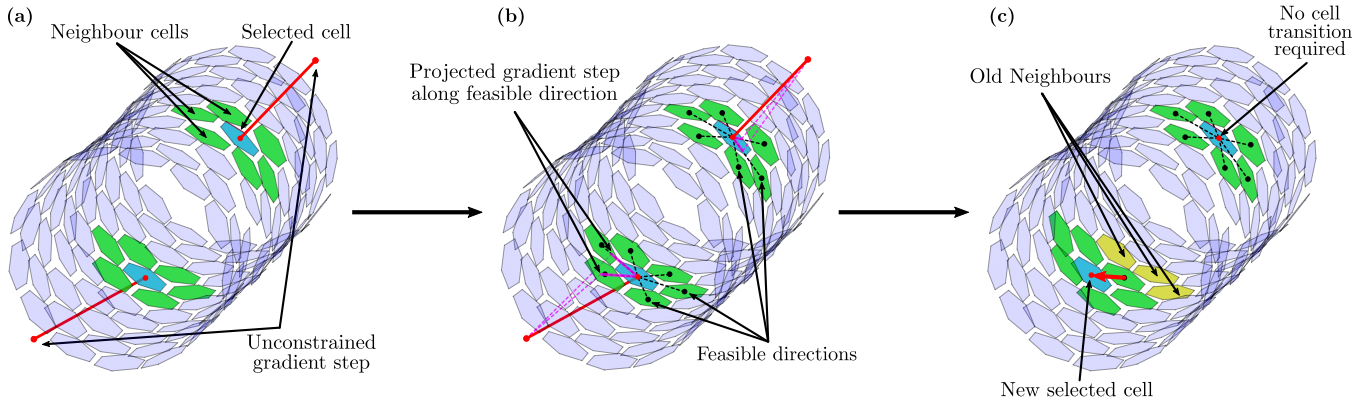 (a)
Neighbour cells
Selected cell
Unconstrained
gradient step
(b)
Projected gradient step
along feasible direction
Feasible directions
(c)
No cell
transition
required
Old Neighbours
New selected cell